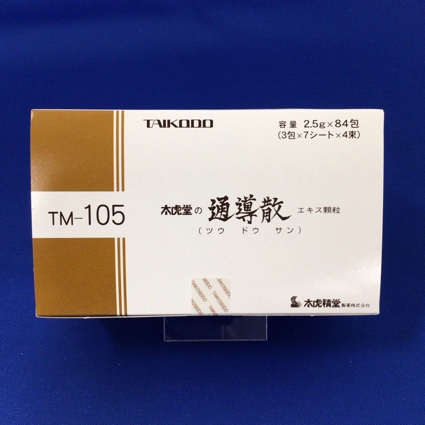 TAIKODO
容量 2.5g×84包
(3包×7シート×4束)
TM-105
太虎堂の 通導散 エキス顆粒
(ツウ ドウ サン)
太虎精堂製薬株式会社
TAIKODO